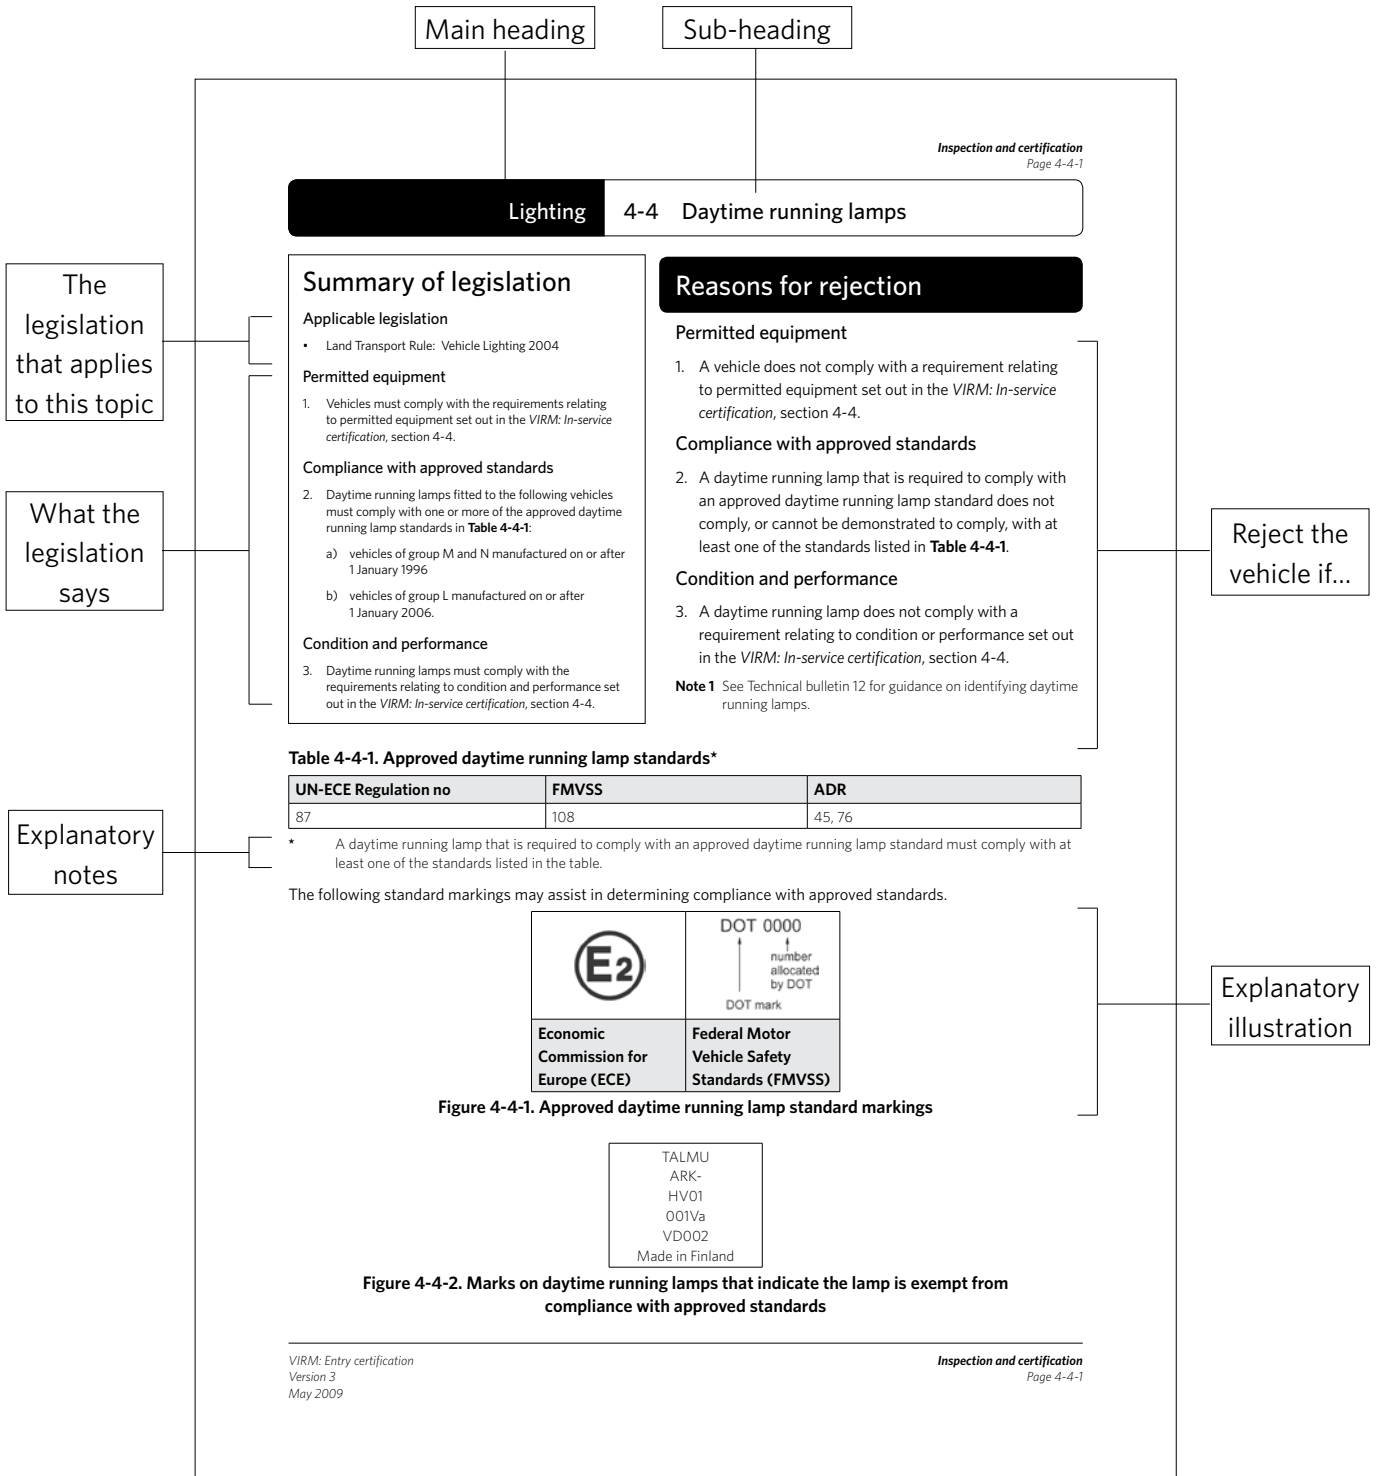 Main heading
Sub-heading
Inspection and certification
Page 4-4-1
Lighting
4-4 Daytime running lamps
The
legislation
that applies
to this topic
What the
legislation
says
Explanatory
notes
Summary of legislation
Applicable legislation
• Land Transport Rule: Vehicle Lighting 2004
Permitted equipment
1. Vehicles must comply with the requirements relating
to permitted equipment set out in the VIRM: In-service
certification, section 4-4.
Compliance with approved standards
2. Daytime running lamps fitted to the following vehicles
must comply with one or more of the approved daytime
running lamp standards in Table 4-4-1:
a) vehicles of group M and N manufactured on or after
1 January 1996
b) vehicles of group L manufactured on or after
1 January 2006.
Condition and performance
3. Daytime running lamps must comply with the
requirements relating to condition and performance set
out in the VIRM: In-service certification, section 4-4.
Reasons for rejection
Permitted equipment
1. A vehicle does not comply with a requirement relating
to permitted equipment set out in the VIRM: In-service
certification, section 4-4.
Compliance with approved standards
2. A daytime running lamp that is required to comply with
an approved daytime running lamp standard does not
comply, or cannot be demonstrated to comply, with at
least one of the standards listed in Table 4-4-1.
Condition and performance
3. A daytime running lamp does not comply with a
requirement relating to condition or performance set out
in the VIRM: In-service certification, section 4-4.
Note 1 See Technical bulletin 12 for guidance on identifying daytime
running lamps.
Reject the
vehicle if...
Table 4-4-1. Approved daytime running lamp standards*
UN-ECE Regulation no FMVSS ADR
87 108 45, 76
* A daytime running lamp that is required to comply with an approved daytime running lamp standard must comply with at
least one of the standards listed in the table.
The following standard markings may assist in determining compliance with approved standards.
E2
DOT 0000
number
allocated
by DOT
DOT mark
Economic
Commission for
Europe (ECE)
Federal Motor
Vehicle Safety
Standards (FMVSS)
Explanatory
illustration
Figure 4-4-1. Approved daytime running lamp standard markings
TALMU
ARK-
HV01
001Va
VD002
Made in Finland
Figure 4-4-2. Marks on daytime running lamps that indicate the lamp is exempt from
compliance with approved standards
VIRM: Entry certification
Version 3
May 2009
Inspection and certification
Page 4-4-1